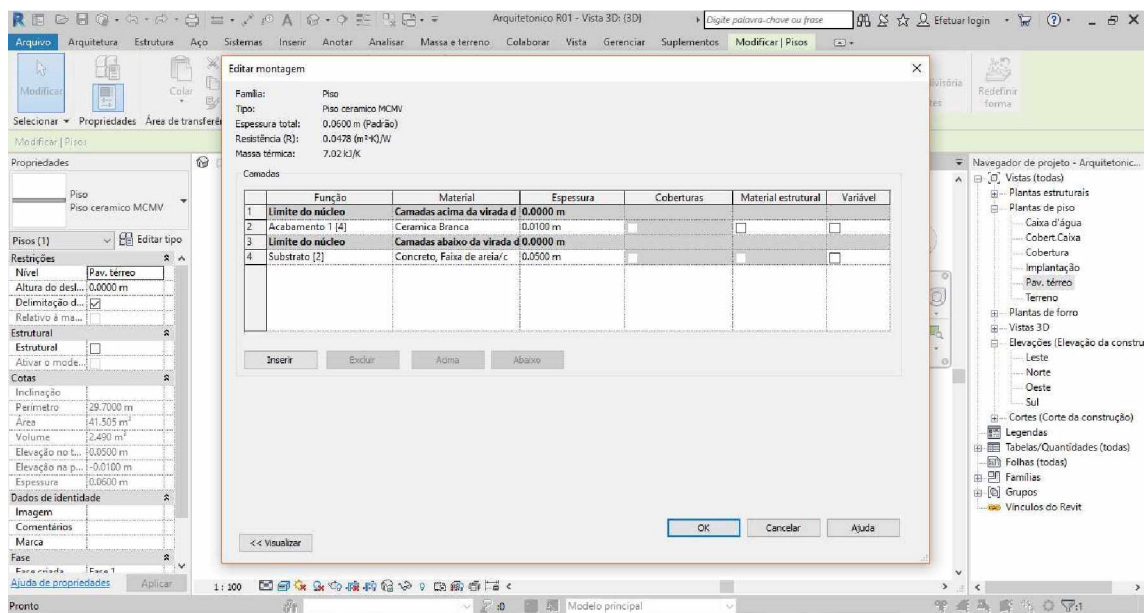 Arquitetonico R01 - Vista 3D: {3D}
Digite palavra-chave ou frase
Efetuar login
Arquivo Arquitetura Estrutura Aço Sistemas Inserir Anotar Analisar Massa e terreno Colaborar Vista Gerenciar Suplementos Modificar | Pisos
Modificar
Colar
Redefinir
forma
Selecionar Propriedades Área de transferê
Modificar | Pisos
Propriedades
Piso
Piso ceramico MCMV
Pisos (1) Editar tipo
Restrições
Nível Pav. térreo
Altura do desl... 0.0000 m
Delimitação d...
Relativo à ma...
Estrutural
Estrutural
Ativar o mode...
Cotas
Inclinação
Perímetro 29.7000 m
Área 41.505 m²
Volume 2.490 m³
Elevação no t... 0.0500 m
Elevação na p... -0.0100 m
Espessura 0.0600 m
Dados de identidade
Imagem
Comentários
Marca
Fase
Fase criada Fase 1
Ajuda de propriedades Aplicar
Editar montagem
Família: Piso
Tipo: Piso ceramico MCMV
Espessura total: 0.0600 m (Padrão)
Resistência (R): 0.0478 (m²·K)/W
Massa térmica: 7.02 kJ/K
Camadas
Função Material Espessura Coberturas Material estrutural Variável
1 Limite do núcleo Camadas acima da virada d 0.0000 m
2 Acabamento 1 [4] Ceramica Branca 0.0100 m
3 Limite do núcleo Camadas abaixo da virada d 0.0000 m
4 Substrato [2] Concreto, Faixa de areia/c 0.0500 m
Inserir Excluir Acima Abaixo
<< Visualizar
OK Cancelar Ajuda
Navegador de projeto - Arquitetonic...
Vistas (todas)
Plantas estruturais
Plantas de piso
Caixa d'água
Cobert.Caixa
Cobertura
Implantação
Pav. térreo
Terreno
Plantas de forro
Vistas 3D
Elevações (Elevação da constru
Leste
Norte
Oeste
Sul
Cortes (Corte da construção)
Legendas
Tabelas/Quantidades (todas)
Folhas (todas)
Famílias
Grupos
Vínculos do Revit
1 : 100
Pronto
:0
Modelo principal
:1